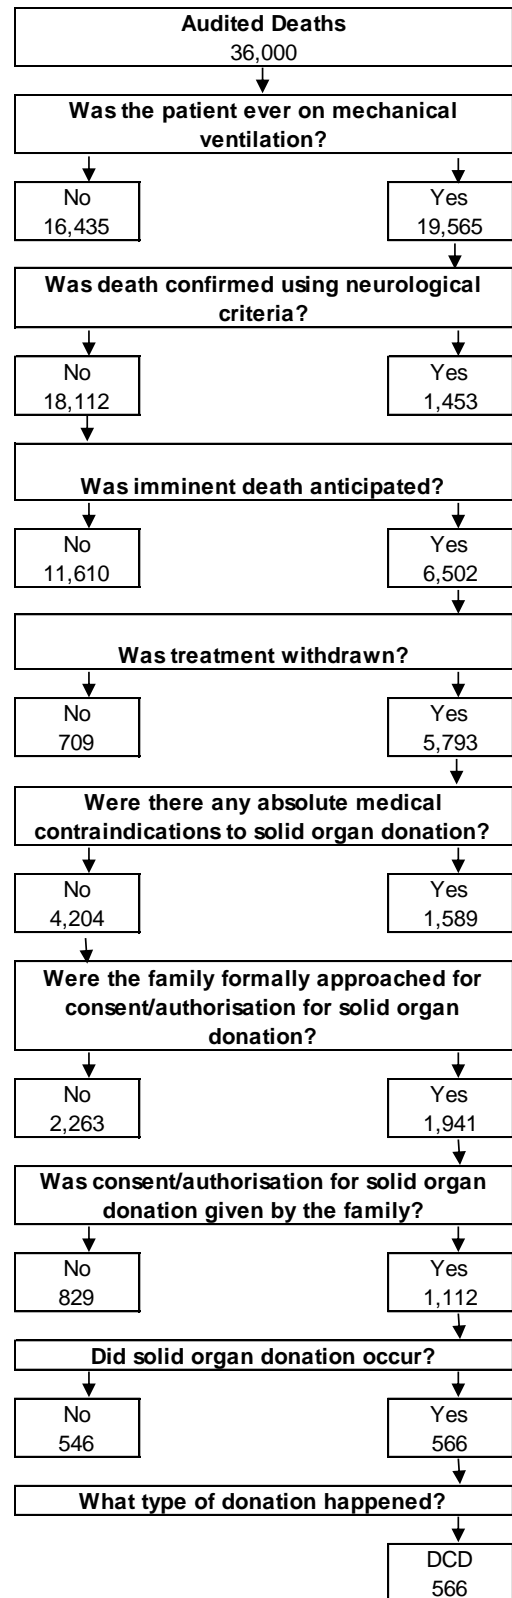 Audited Deaths
36,000
Was the patient ever on mechanical
ventilation?
No
16,435
Yes
19,565
Was death confirmed using neurological
criteria?
No
18,112
Yes
1,453
Was imminent death anticipated?
No
11,610
Yes
6,502
Was treatment withdrawn?
No
709
Yes
5,793
Were there any absolute medical
contraindications to solid organ donation?
No
4,204
Yes
1,589
Were the family formally approached for
consent/authorisation for solid organ
donation?
No
2,263
Yes
1,941
Was consent/authorisation for solid organ
donation given by the family?
No
829
Yes
1,112
Did solid organ donation occur?
No
546
Yes
566
What type of donation happened?
DCD
566